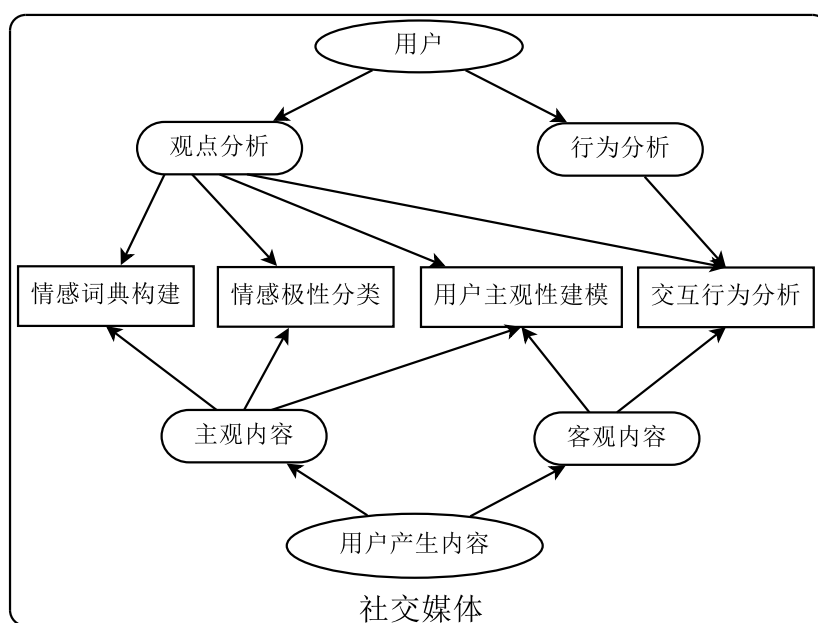 用户
观点分析
行为分析
情感词典构建
情感极性分类
用户主观性建模
交互行为分析
主观内容
客观内容
用户产生内容
社交媒体